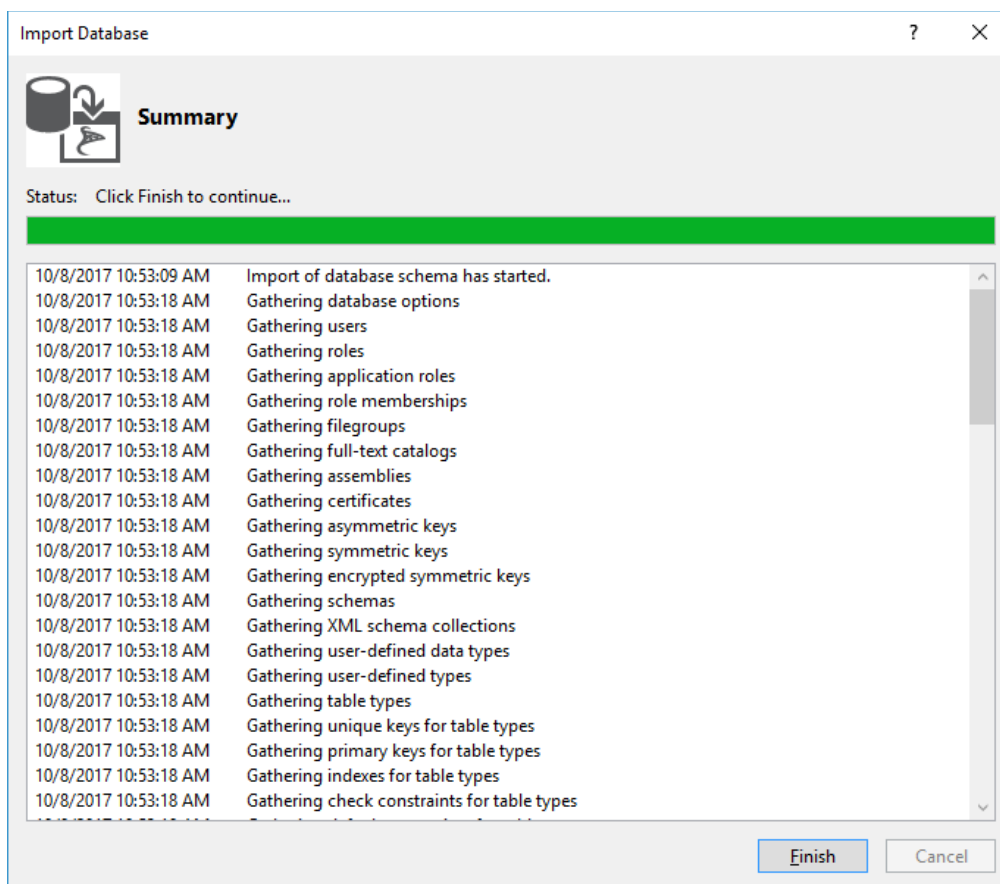 Import Database
?
Summary
Status: Click Finish to continue...
10/8/2017 10:53:09 AM Import of database schema has started.
10/8/2017 10:53:18 AM Gathering database options
10/8/2017 10:53:18 AM Gathering users
10/8/2017 10:53:18 AM Gathering roles
10/8/2017 10:53:18 AM Gathering application roles
10/8/2017 10:53:18 AM Gathering role memberships
10/8/2017 10:53:18 AM Gathering filegroups
10/8/2017 10:53:18 AM Gathering full-text catalogs
10/8/2017 10:53:18 AM Gathering assemblies
10/8/2017 10:53:18 AM Gathering certificates
10/8/2017 10:53:18 AM Gathering asymmetric keys
10/8/2017 10:53:18 AM Gathering symmetric keys
10/8/2017 10:53:18 AM Gathering encrypted symmetric keys
10/8/2017 10:53:18 AM Gathering schemas
10/8/2017 10:53:18 AM Gathering XML schema collections
10/8/2017 10:53:18 AM Gathering user-defined data types
10/8/2017 10:53:18 AM Gathering user-defined types
10/8/2017 10:53:18 AM Gathering table types
10/8/2017 10:53:18 AM Gathering unique keys for table types
10/8/2017 10:53:18 AM Gathering primary keys for table types
10/8/2017 10:53:18 AM Gathering indexes for table types
10/8/2017 10:53:18 AM Gathering check constraints for table types
Finish
Cancel